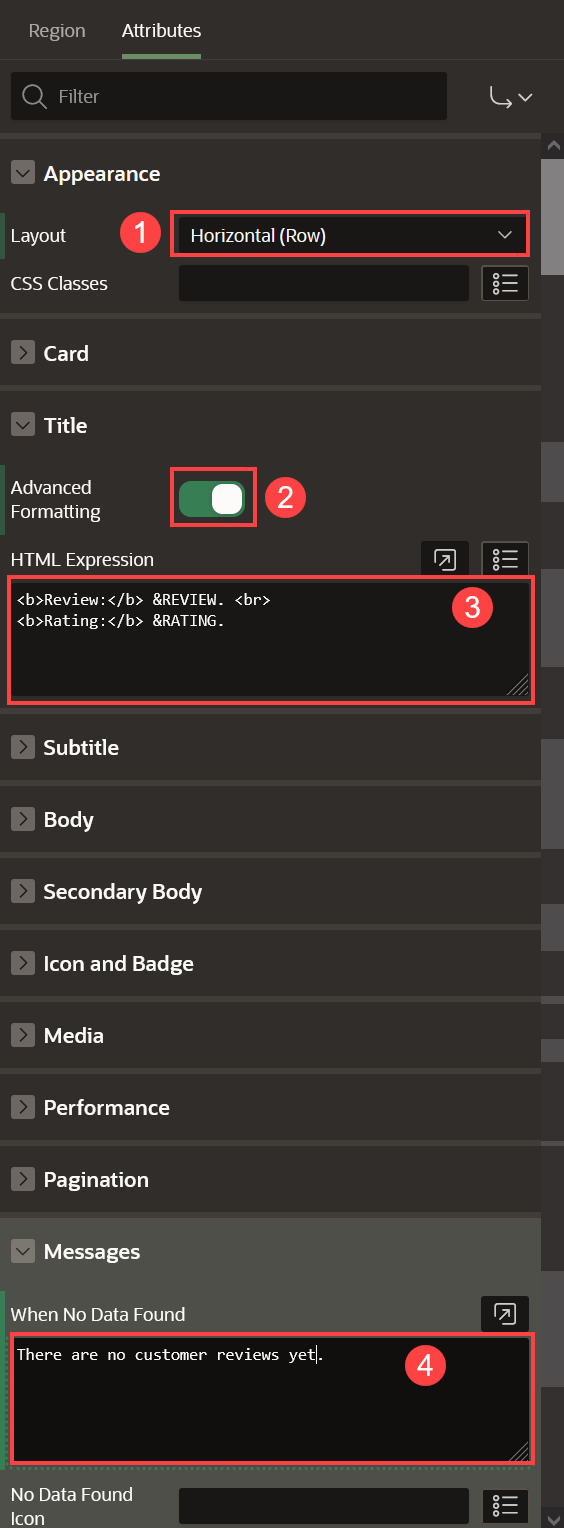 Region Attributes
Filter
Appearance
Layout 1 Horizontal (Row)
CSS Classes
Card
Title
Advanced
Formatting 2
HTML Expression
<b>Review:</b> &REVIEW. <br>
<b>Rating:</b> &RATING.
3
Subtitle
Body
Secondary Body
Icon and Badge
Media
Performance
Pagination
Messages
When No Data Found
There are no customer reviews yet.
4
No Data Found
Icon